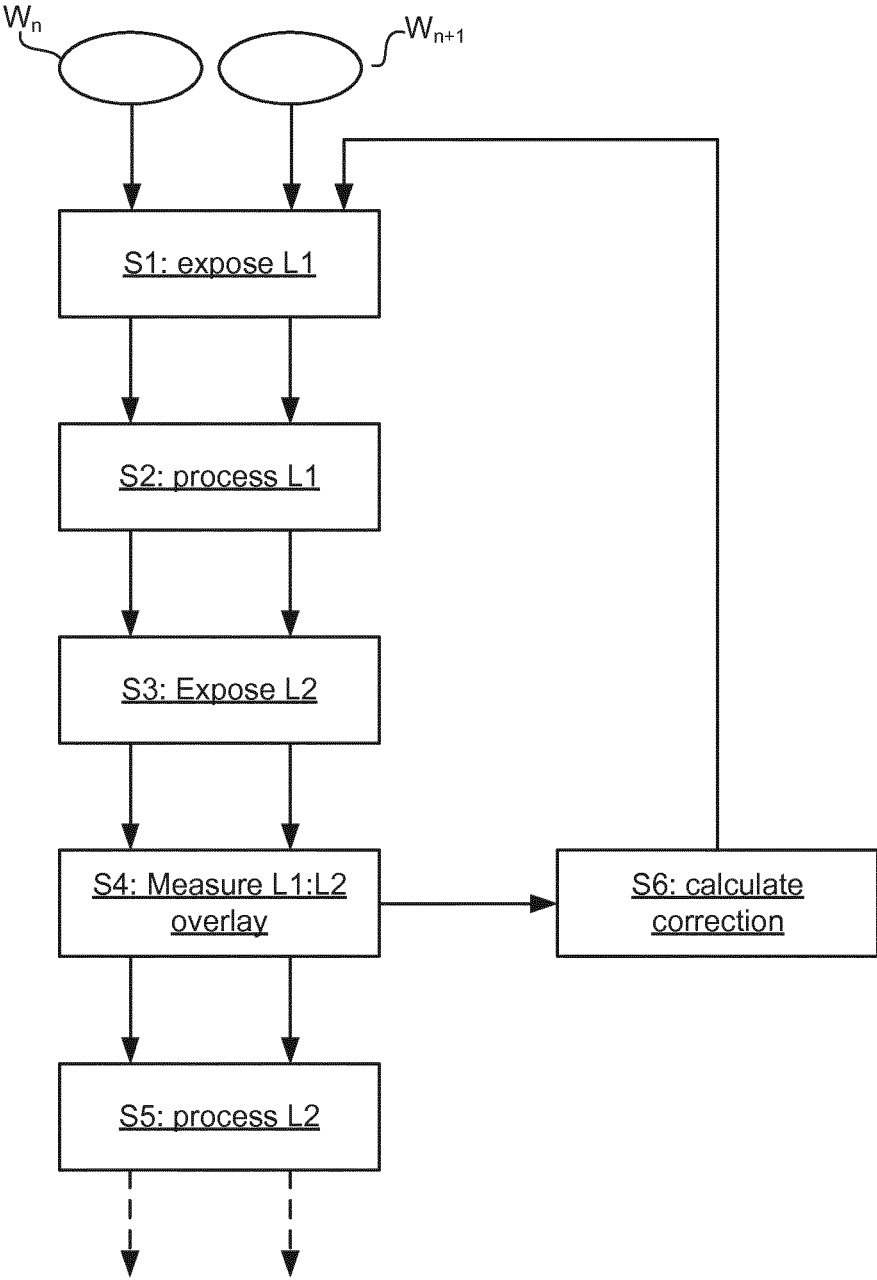 Wn
Wn+1
S1: expose L1
S2: process L1
S3: Expose L2
S4: Measure L1:L2
overlay
S6: calculate
correction
S5: process L2